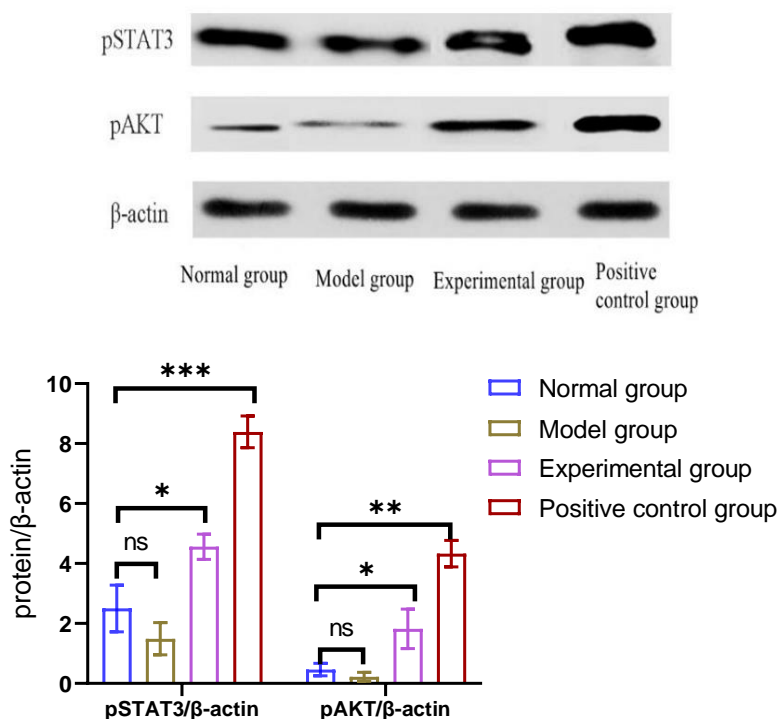 pSTAT3
pAKT
β-actin
Normal group
Model group
Experimental group
Positive
control group
protein/β-actin
10
8
6
4
2
0
***
*
ns
**
*
ns
pSTAT3/β-actin
pAKT/β-actin
Normal group
Model group
Experimental group
Positive control group